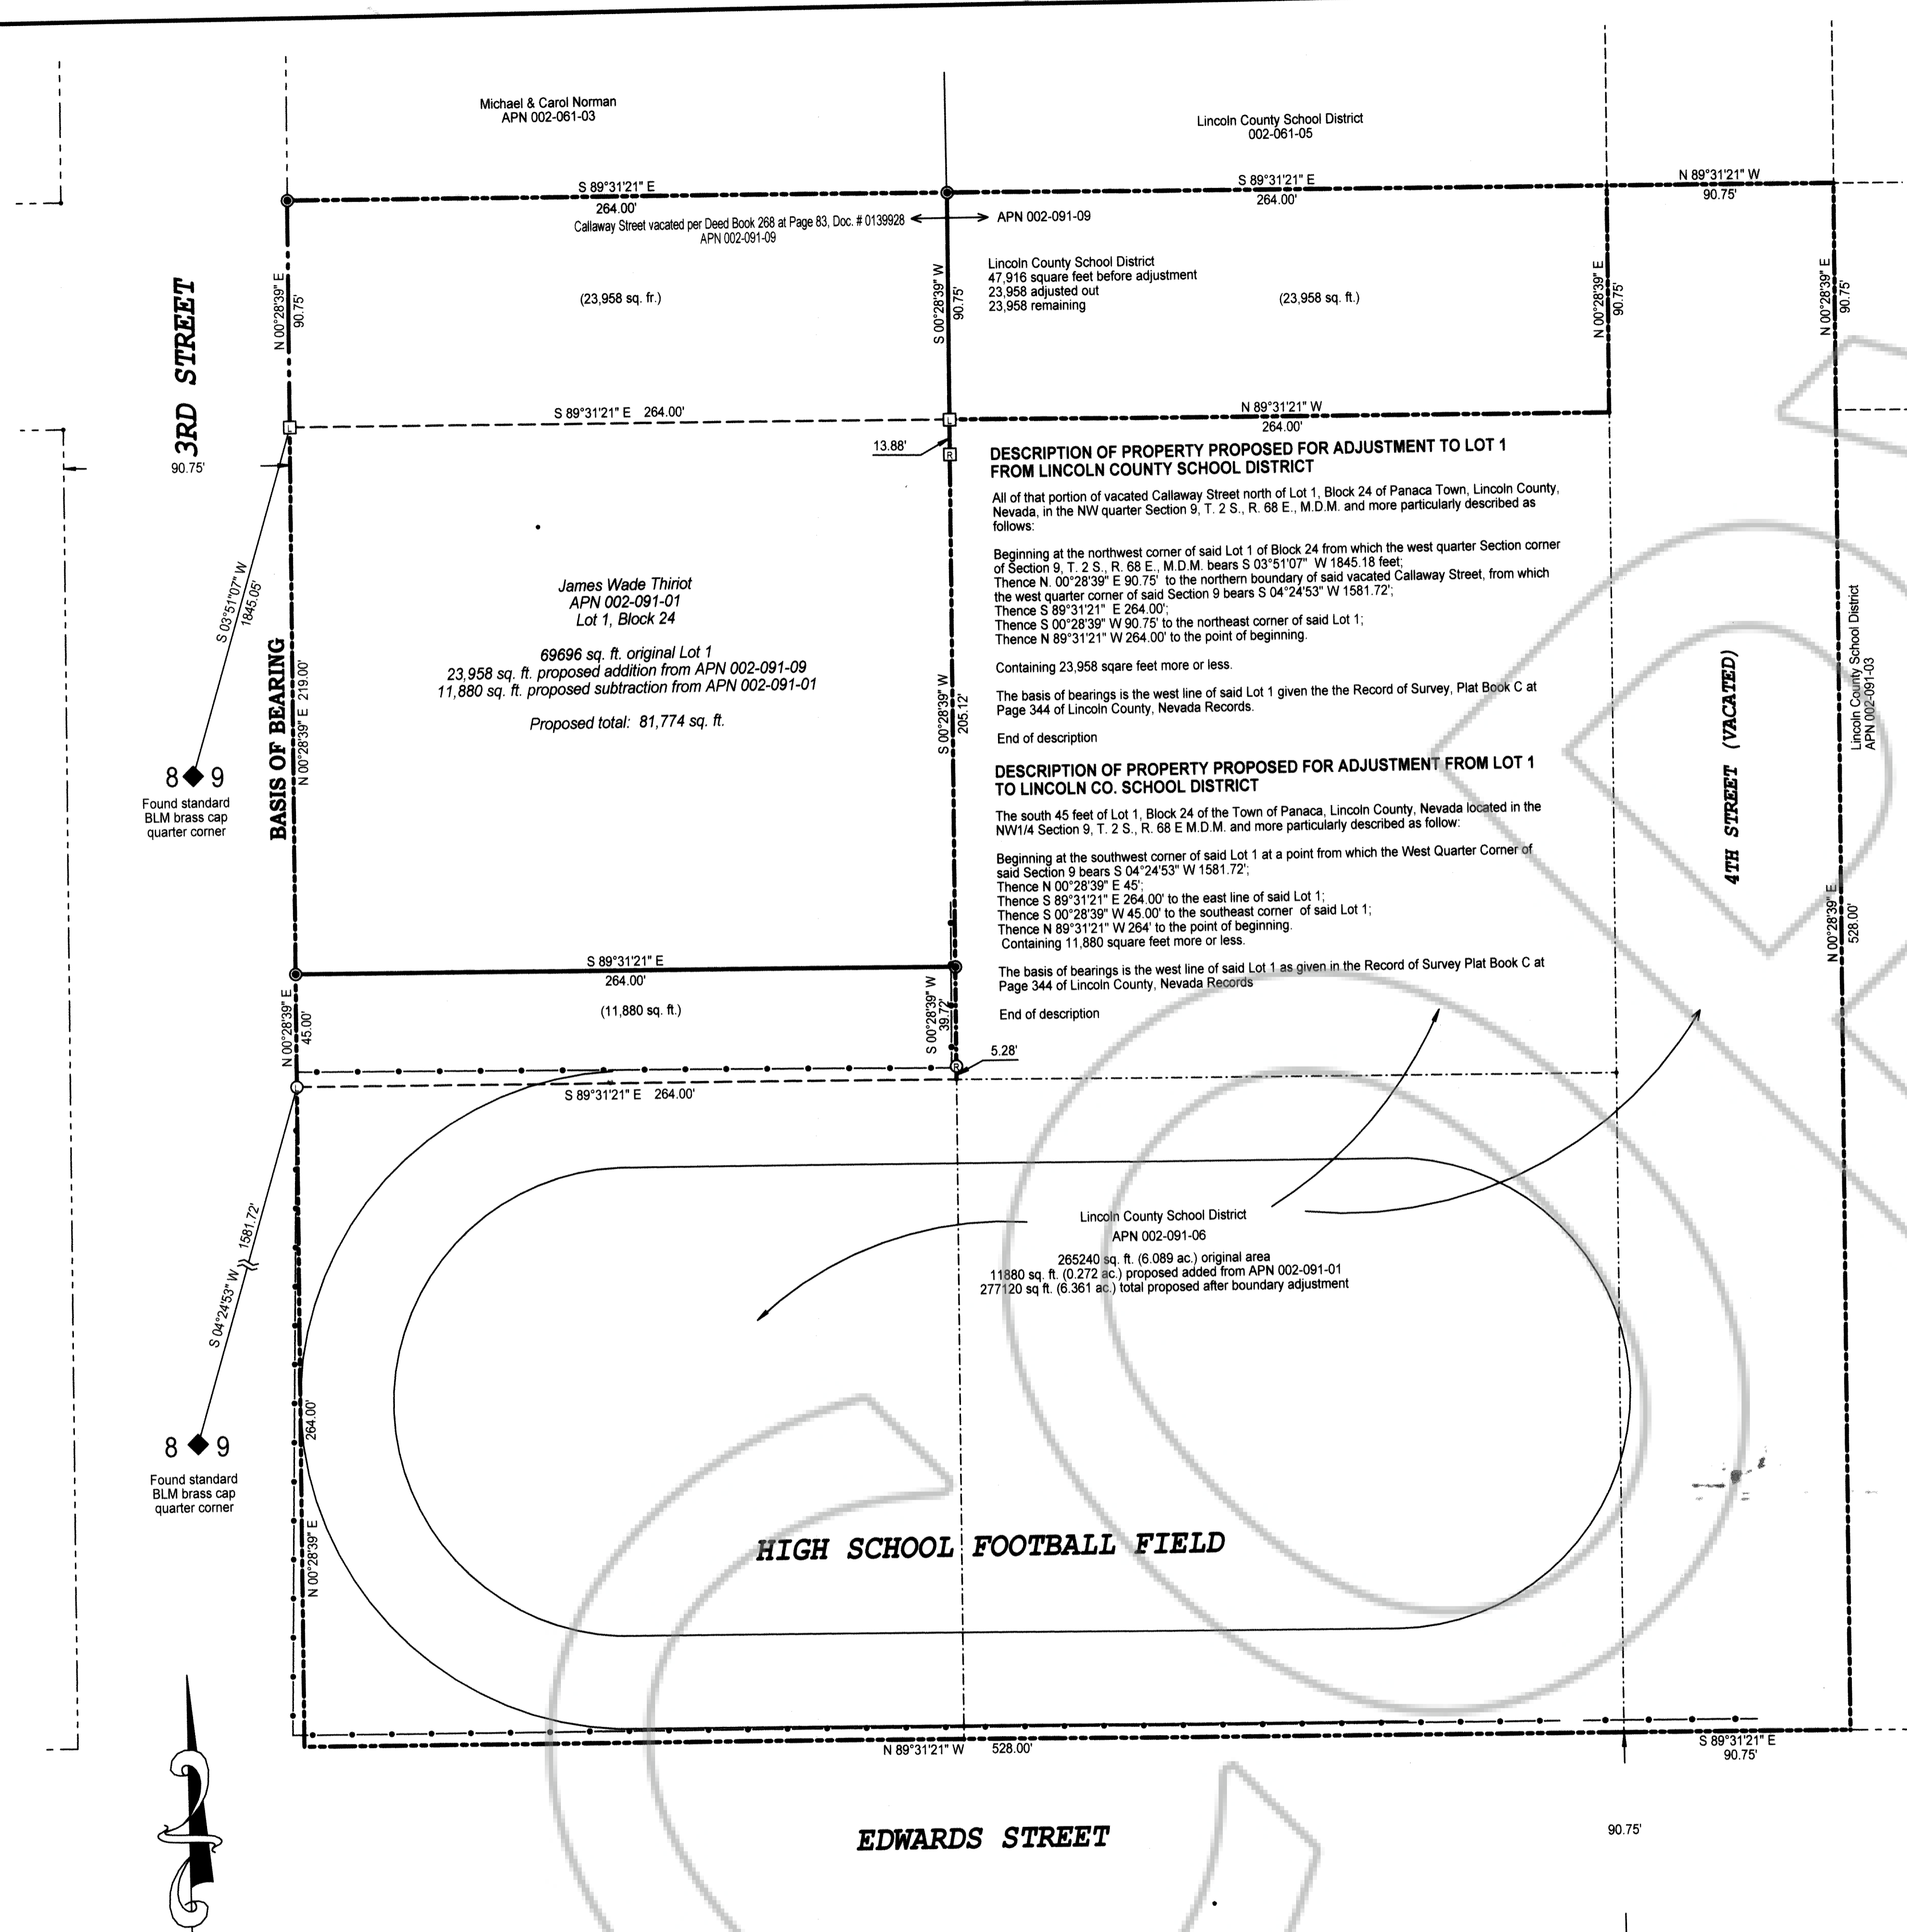 Michael & Carol Norman
APN 002-061-03
Lincoln County School District
002-061-05
S 89°31'21" E
264.00'
S 89°31'21" E
264.00'
N 89°31'21" W
90.75'
Callaway Street vacated per Deed Book 268 at Page 83, Doc. # 0139928
APN 002-091-09
APN 002-091-09
3RD STREET
90.75'
N 00°28'39" E
90.75'
(23,958 sq. fr.)
S 00°28'39" W
90.75'
Lincoln County School District
47,916 square feet before adjustment
23,958 adjusted out
23,958 remaining
(23,958 sq. ft.)
N 00°28'39" E
90.75'
N 00°28'39" E
90.75'
L
S 89°31'21" E 264.00'
L
N 89°31'21" W
264.00'
13.88'
R
DESCRIPTION OF PROPERTY PROPOSED FOR ADJUSTMENT TO LOT 1
FROM LINCOLN COUNTY SCHOOL DISTRICT
All of that portion of vacated Callaway Street north of Lot 1, Block 24 of Panaca Town, Lincoln County,
Nevada, in the NW quarter Section 9, T. 2 S., R. 68 E., M.D.M. and more particularly described as
follows:
Beginning at the northwest corner of said Lot 1 of Block 24 from which the west quarter Section corner
of Section 9, T. 2 S., R. 68 E., M.D.M. bears S 03°51'07" W 1845.18 feet;
Thence N. 00°28'39" E 90.75' to the northern boundary of said vacated Callaway Street, from which
the west quarter corner of said Section 9 bears S 04°24'53" W 1581.72';
Thence S 89°31'21" E 264.00';
Thence S 00°28'39" W 90.75' to the northeast corner of said Lot 1;
Thence N 89°31'21" W 264.00' to the point of beginning.
Containing 23,958 sqare feet more or less.
The basis of bearings is the west line of said Lot 1 given the the Record of Survey, Plat Book C at
Page 344 of Lincoln County, Nevada Records.
End of description
DESCRIPTION OF PROPERTY PROPOSED FOR ADJUSTMENT FROM LOT 1
TO LINCOLN CO. SCHOOL DISTRICT
The south 45 feet of Lot 1, Block 24 of the Town of Panaca, Lincoln County, Nevada located in the
NW1/4 Section 9, T. 2 S., R. 68 E M.D.M. and more particularly described as follow:
Beginning at the southwest corner of said Lot 1 at a point from which the West Quarter Corner of
said Section 9 bears S 04°24'53" W 1581.72';
Thence N 00°28'39" E 45';
Thence S 89°31'21" E 264.00' to the east line of said Lot 1;
Thence S 00°28'39" W 45.00' to the southeast corner of said Lot 1;
Thence N 89°31'21" W 264' to the point of beginning.
Containing 11,880 square feet more or less.
The basis of bearings is the west line of said Lot 1 as given in the Record of Survey Plat Book C at
Page 344 of Lincoln County, Nevada Records
End of description
James Wade Thiriot
APN 002-091-01
Lot 1, Block 24
69696 sq. ft. original Lot 1
23,958 sq. ft. proposed addition from APN 002-091-09
11,880 sq. ft. proposed subtraction from APN 002-091-01
Proposed total: 81,774 sq. ft.
S 03°51'07" W
1845.05'
BASIS OF BEARING
N 00°28'39" E 219.00'
S 00°28'39" W
205.12'
8 9
Found standard
BLM brass cap
quarter corner
4TH STREET (VACATED)
Lincoln County School District
APN 002-091-03
N 00°28'39" E
528.00'
S 89°31'21" E
264.00'
(11,880 sq. ft.)
N 00°28'39" E
45.00'
S 00°28'39" W
39.72'
R
5.28'
S 89°31'21" E 264.00'
S 04°24'53" W 1581.72'
8 9
Found standard
BLM brass cap
quarter corner
264.00'
N 00°28'39" E
Lincoln County School District
APN 002-091-06
265240 sq. ft. (6.089 ac.) original area
11880 sq. ft. (0.272 ac.) proposed added from APN 002-091-01
277120 sq ft. (6.361 ac.) total proposed after boundary adjustment
HIGH SCHOOL FOOTBALL FIELD
N 89°31'21" W 528.00'
S 89°31'21" E
90.75'
EDWARDS STREET
90.75'